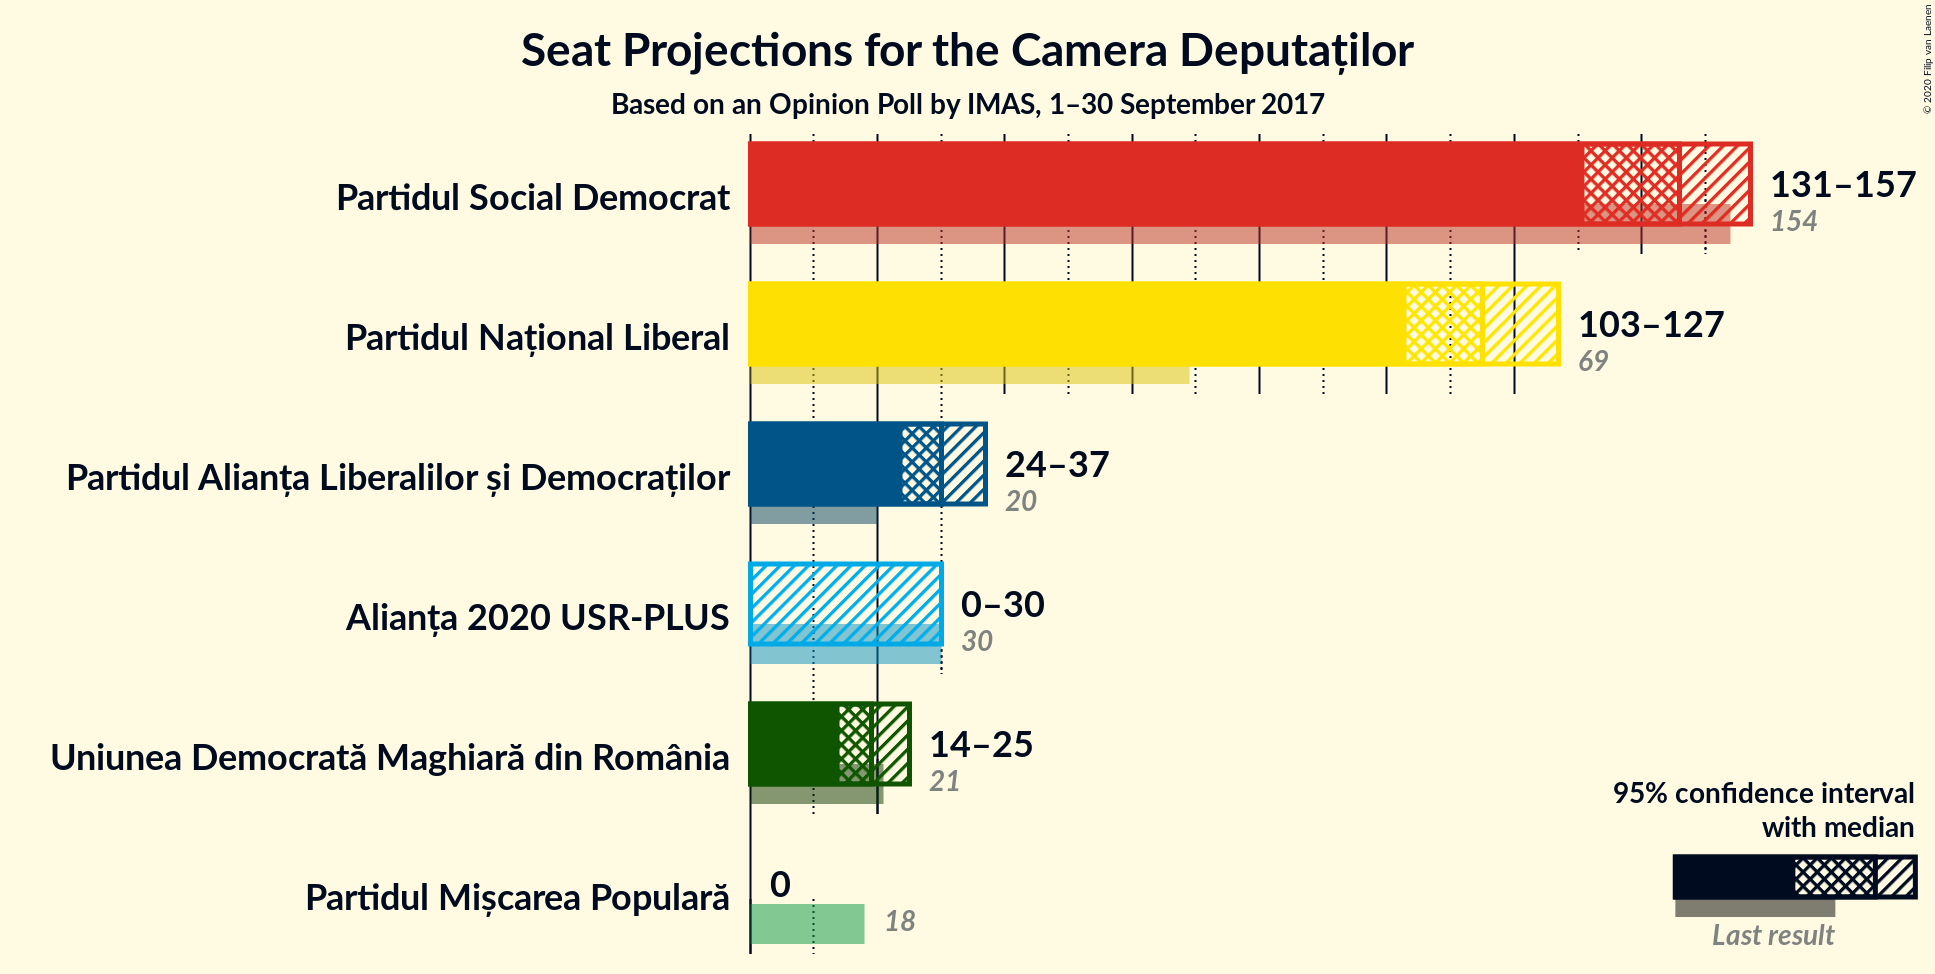 Seat Projections for the Camera Deputaților
Based on an Opinion Poll by IMAS, 1–30 September 2017
© 2020 Filip van Laenen
Partidul Social Democrat
131–157
154
Partidul Național Liberal
103–127
69
Partidul Alianța Liberalilor și Democraților
24–37
20
Alianța 2020 USR-PLUS
0–30
30
Uniunea Democrată Maghiară din România
14–25
21
Partidul Mișcarea Populară
0
18
95% confidence interval
with median
Last result